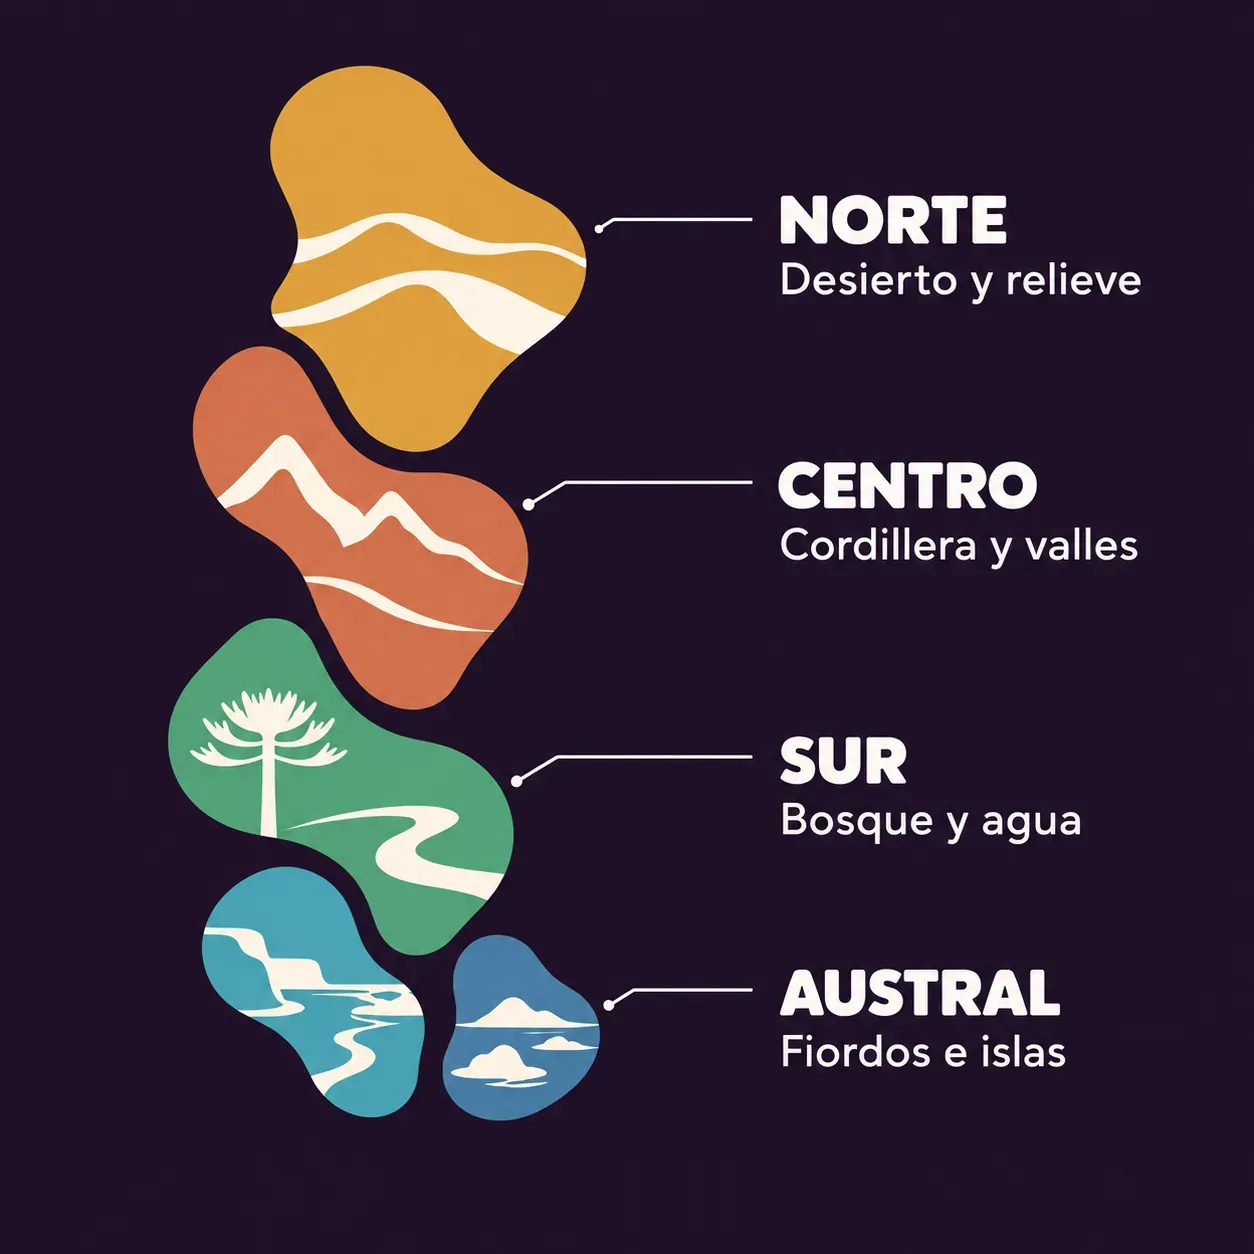 NORTE
Desierto y relieve
CENTRO
Cordillera y valles
SUR
Bosque y agua
AUSTRAL
Fiordos e islas